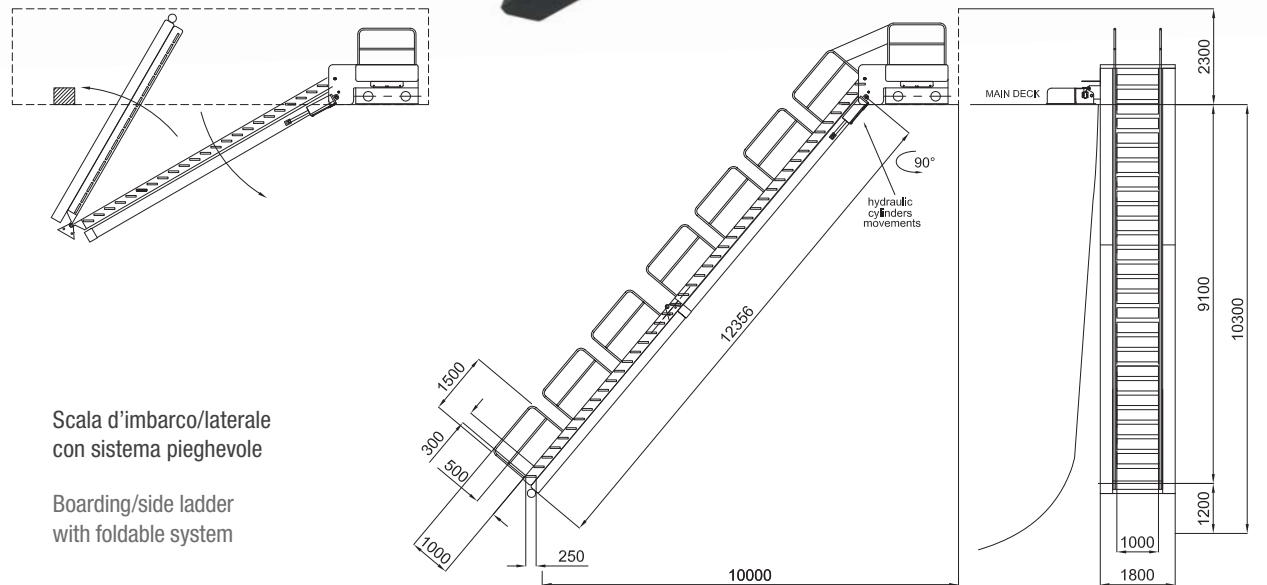 2300
MAIN DECK
90°
hydraulic
cylinders
movements
12356
9100
10300
1500
300
500
1000
250
10000
1200
1000
1800
Scala d’imbarco/laterale
con sistema pieghevole
Boarding/side ladder
with foldable system